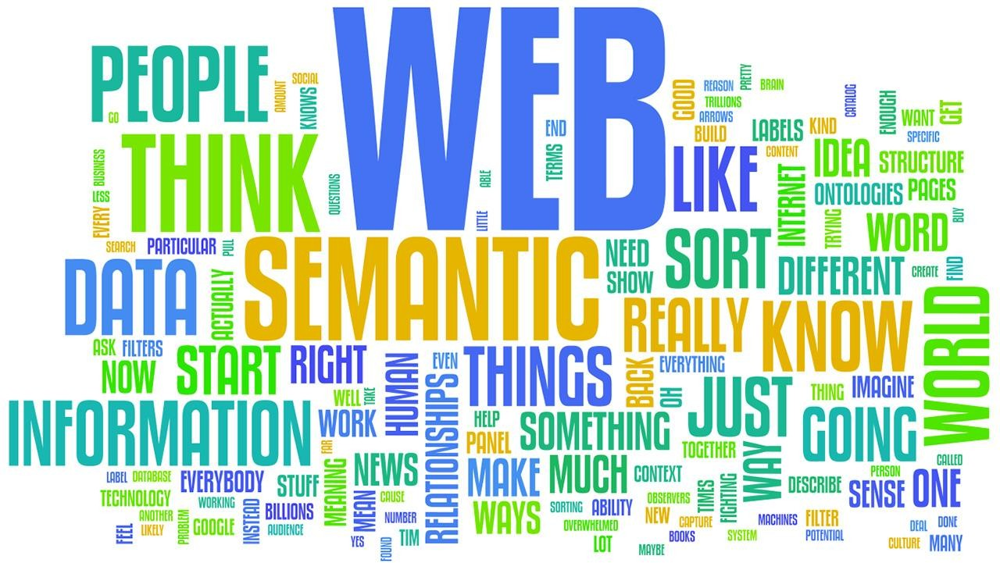 WEB
PEOPLE
GO
AMOUNT
SOCIAL
KNOWS
THINK
QUESTIONS
BUSINESS
LESS
EVERY
SEARCH
PARTICULAR
PULL
ABLE
LITTLE
END
TERMS
GOOD
REASON
PRETTY
BRAIN
TRILLIONS
ARROWS
BUILD
LABELS
KIND
CONTENT
CATALOG
ENOUGH
WANT
GET
SPECIFIC
LIKE
INTERNET
IDEA
STRUCTURE
ONTOLOGIES
PAGES
TRYING
WORD
BUY
DATA
ACTUALLY
SEMANTIC
NEED
SHOW
SORT
DIFFERENT
CREATE
FIND
REALLY
KNOW
WORLD
ASK
FILTERS
NOW
START
RIGHT
WELL
TAKE
HUMAN
EVEN
THINGS
BACK
EVERYTHING
OH
JUST
THING
IMAGINE
GOING
INFORMATION
WORK
FAR
RELATIONSHIPS
HELP
PANEL
SOMETHING
TOGETHER
WAY
LABEL
DATABASE
EVERYBODY
STUFF
MEANING
NEWS
MAKE
MUCH
CONTEXT
CALLED
PERSON
DESCRIBE
SENSE
ONE
TECHNOLOGY
WORKING
CAUSE
MEAN
WAYS
SORTING
ABILITY
OBSERVERS
TIMES
FIGHTING
ANOTHER
LIKELY
FEEL
PROBLEM
GOOGLE
INSTEAD
BILLIONS
AUDIENCE
YES
NUMBER
FOUND
TIM
OVERWHELMED
LOT
NEW
CAPTURE
BOOKS
MAYBE
SYSTEM
MACHINES
FILTER
POTENTIAL
DEAL
DONE
CULTURE
MANY